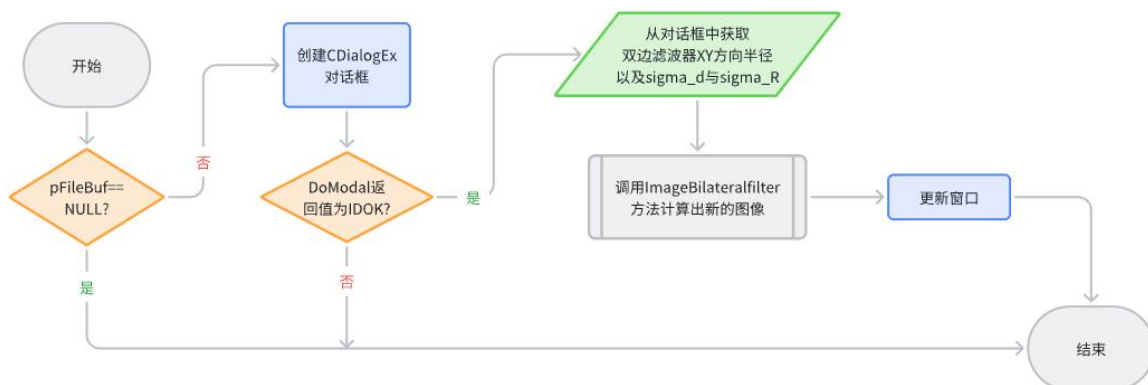 开始
pFileBuf==
NULL?
否
是
创建CDialogEx
对话框
DoModal返
回值为IDOK?
是
否
从对话框中获取
双边滤波器XY方向半径
以及sigma_d与sigma_R
调用ImageBilateralfilter
方法计算出新的图像
更新窗口
结束